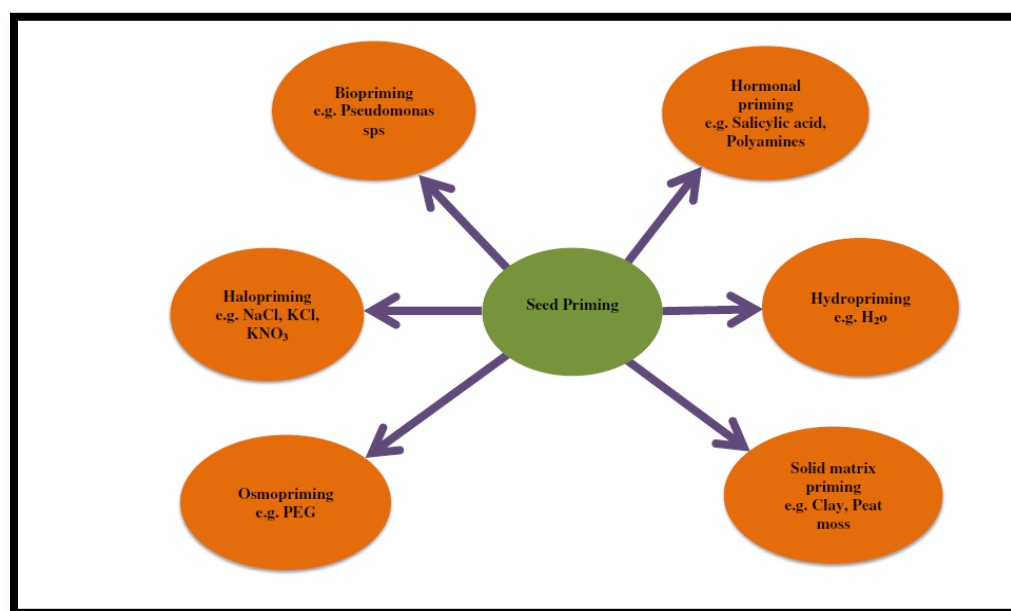 Biopriming
e.g. Pseudomonas
sps
Hormonal
priming
e.g. Salicylic acid,
Polyamines
Halopriming
e.g. NaCl, KCl,
KNO₃
Seed Priming
Hydropriming
e.g. H₂o
Osmopriming
e.g. PEG
Solid matrix
priming
e.g. Clay, Peat
moss